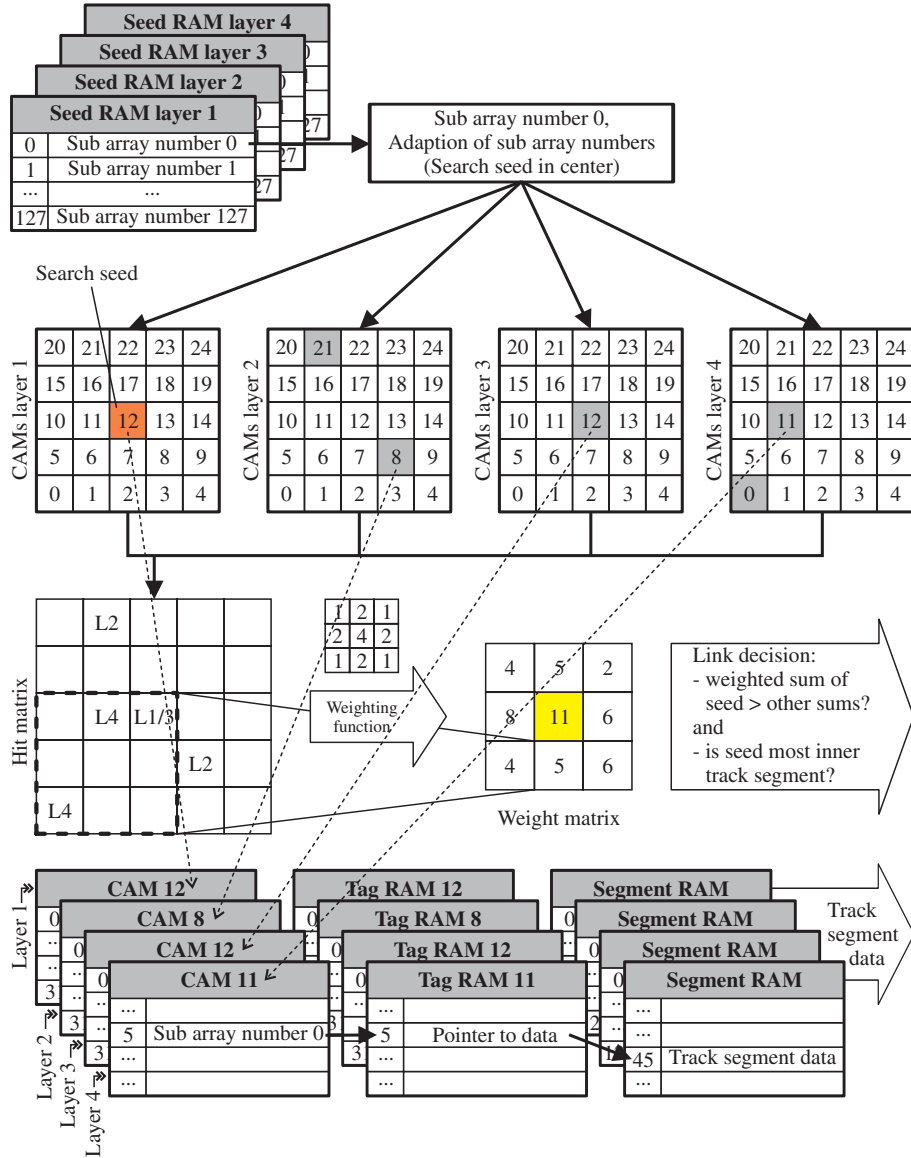 Seed RAM layer 4
Seed RAM layer 3
Seed RAM layer 2
Seed RAM layer 1
0 Sub array number 0
1 Sub array number 1
... ...
127 Sub array number 127
27
27
27
Sub array number 0,
Adaption of sub array numbers
(Search seed in center)
Search seed
CAMs layer 1
20 21 22 23 24
15 16 17 18 19
10 11 12 13 14
5 6 7 8 9
0 1 2 3 4
CAMs layer 2
20 21 22 23 24
15 16 17 18 19
10 11 12 13 14
5 6 7 8 9
0 1 2 3 4
CAMs layer 3
20 21 22 23 24
15 16 17 18 19
10 11 12 13 14
5 6 7 8 9
0 1 2 3 4
CAMs layer 4
20 21 22 23 24
15 16 17 18 19
10 11 12 13 14
5 6 7 8 9
0 1 2 3 4
Hit matrix
L2
L4 L1/3
L2
L4
1 2 1
2 4 2
1 2 1
Weighting
function
4 5 2
8 11 6
4 5 6
Weight matrix
Link decision:
- weighted sum of
seed > other sums?
and
- is seed most inner
track segment?
Layer 1
Layer 2
Layer 3
Layer 4
CAM 12
CAM 8
CAM 12
CAM 11
...
5 Sub array number 0
...
...
Tag RAM 12
Tag RAM 8
Tag RAM 12
Tag RAM 11
...
5 Pointer to data
...
...
Segment RAM
Segment RAM
Segment RAM
Segment RAM
...
...
45 Track segment data
...
Track
segment
data